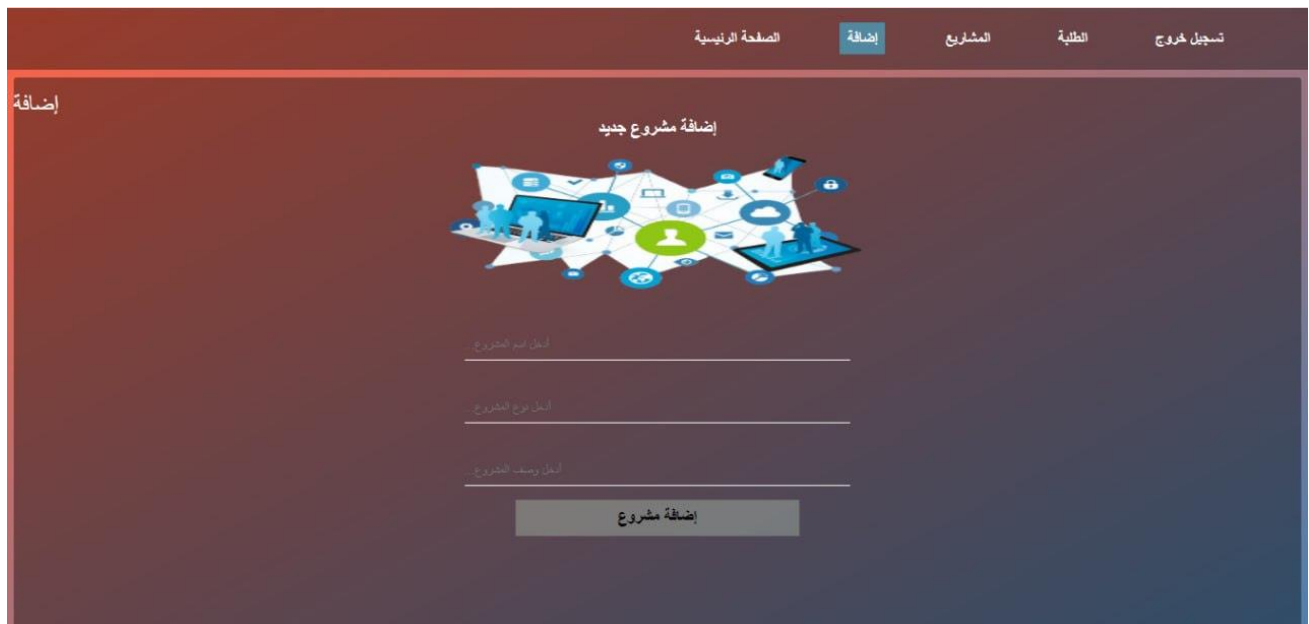 الصفحة الرئيسية إضافة المشاريع الطلبة تسجيل خروج
إضافة
إضافة مشروع جديد
أدخل اسم المشروع...
أدخل نوع المشروع...
أدخل وصف المشروع...
إضافة مشروع